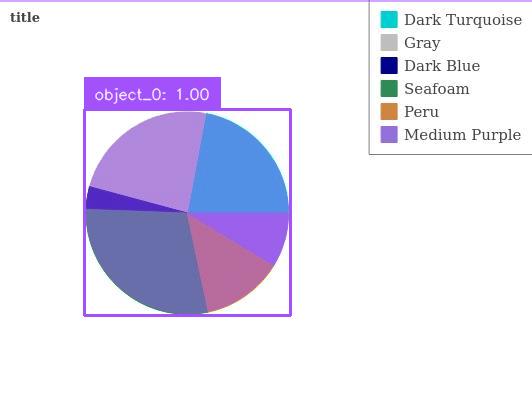 title
Dark Turquoise
Gray
Dark Blue
Seafoam
Peru
Medium Purple
object_0: 1.00